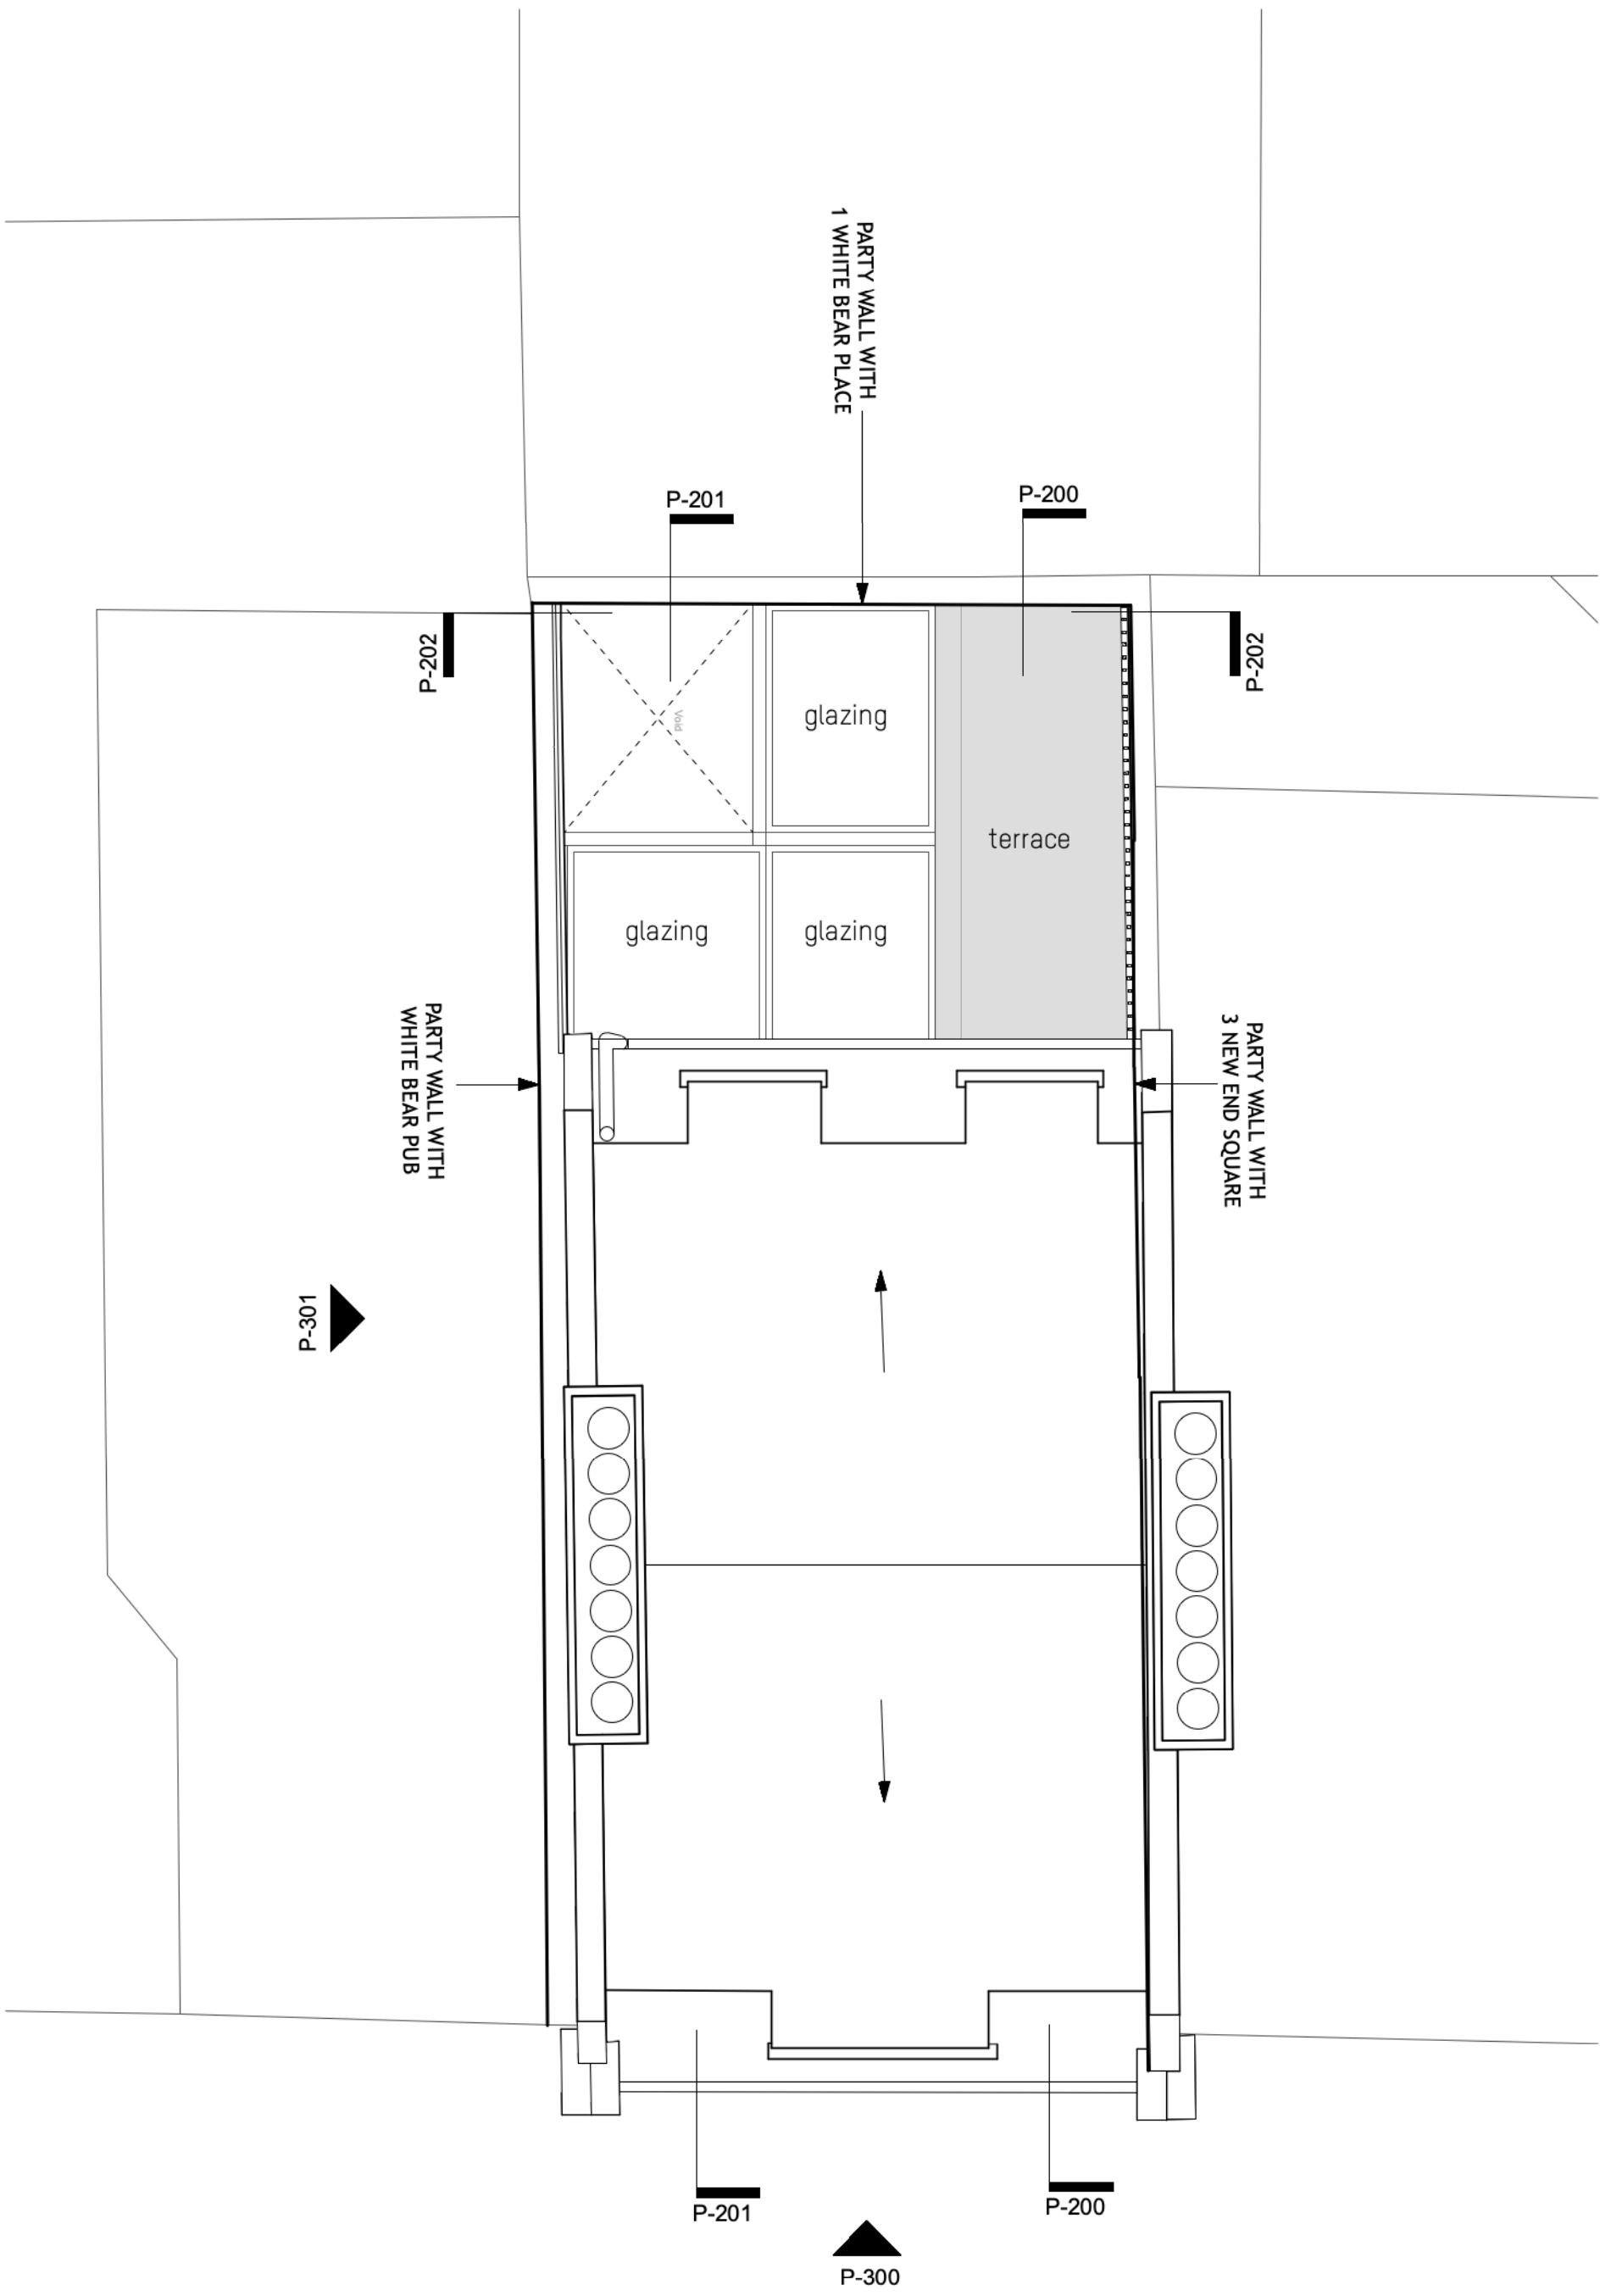 PARTY WALL WITH
1 WHITE BEAR PLACE
P-201
P-200
P-202
P-202
Void
glazing
terrace
glazing
glazing
PARTY WALL WITH
WHITE BEAR PUB
PARTY WALL WITH
3 NEW END SQUARE
P-301
P-201
P-200
P-300